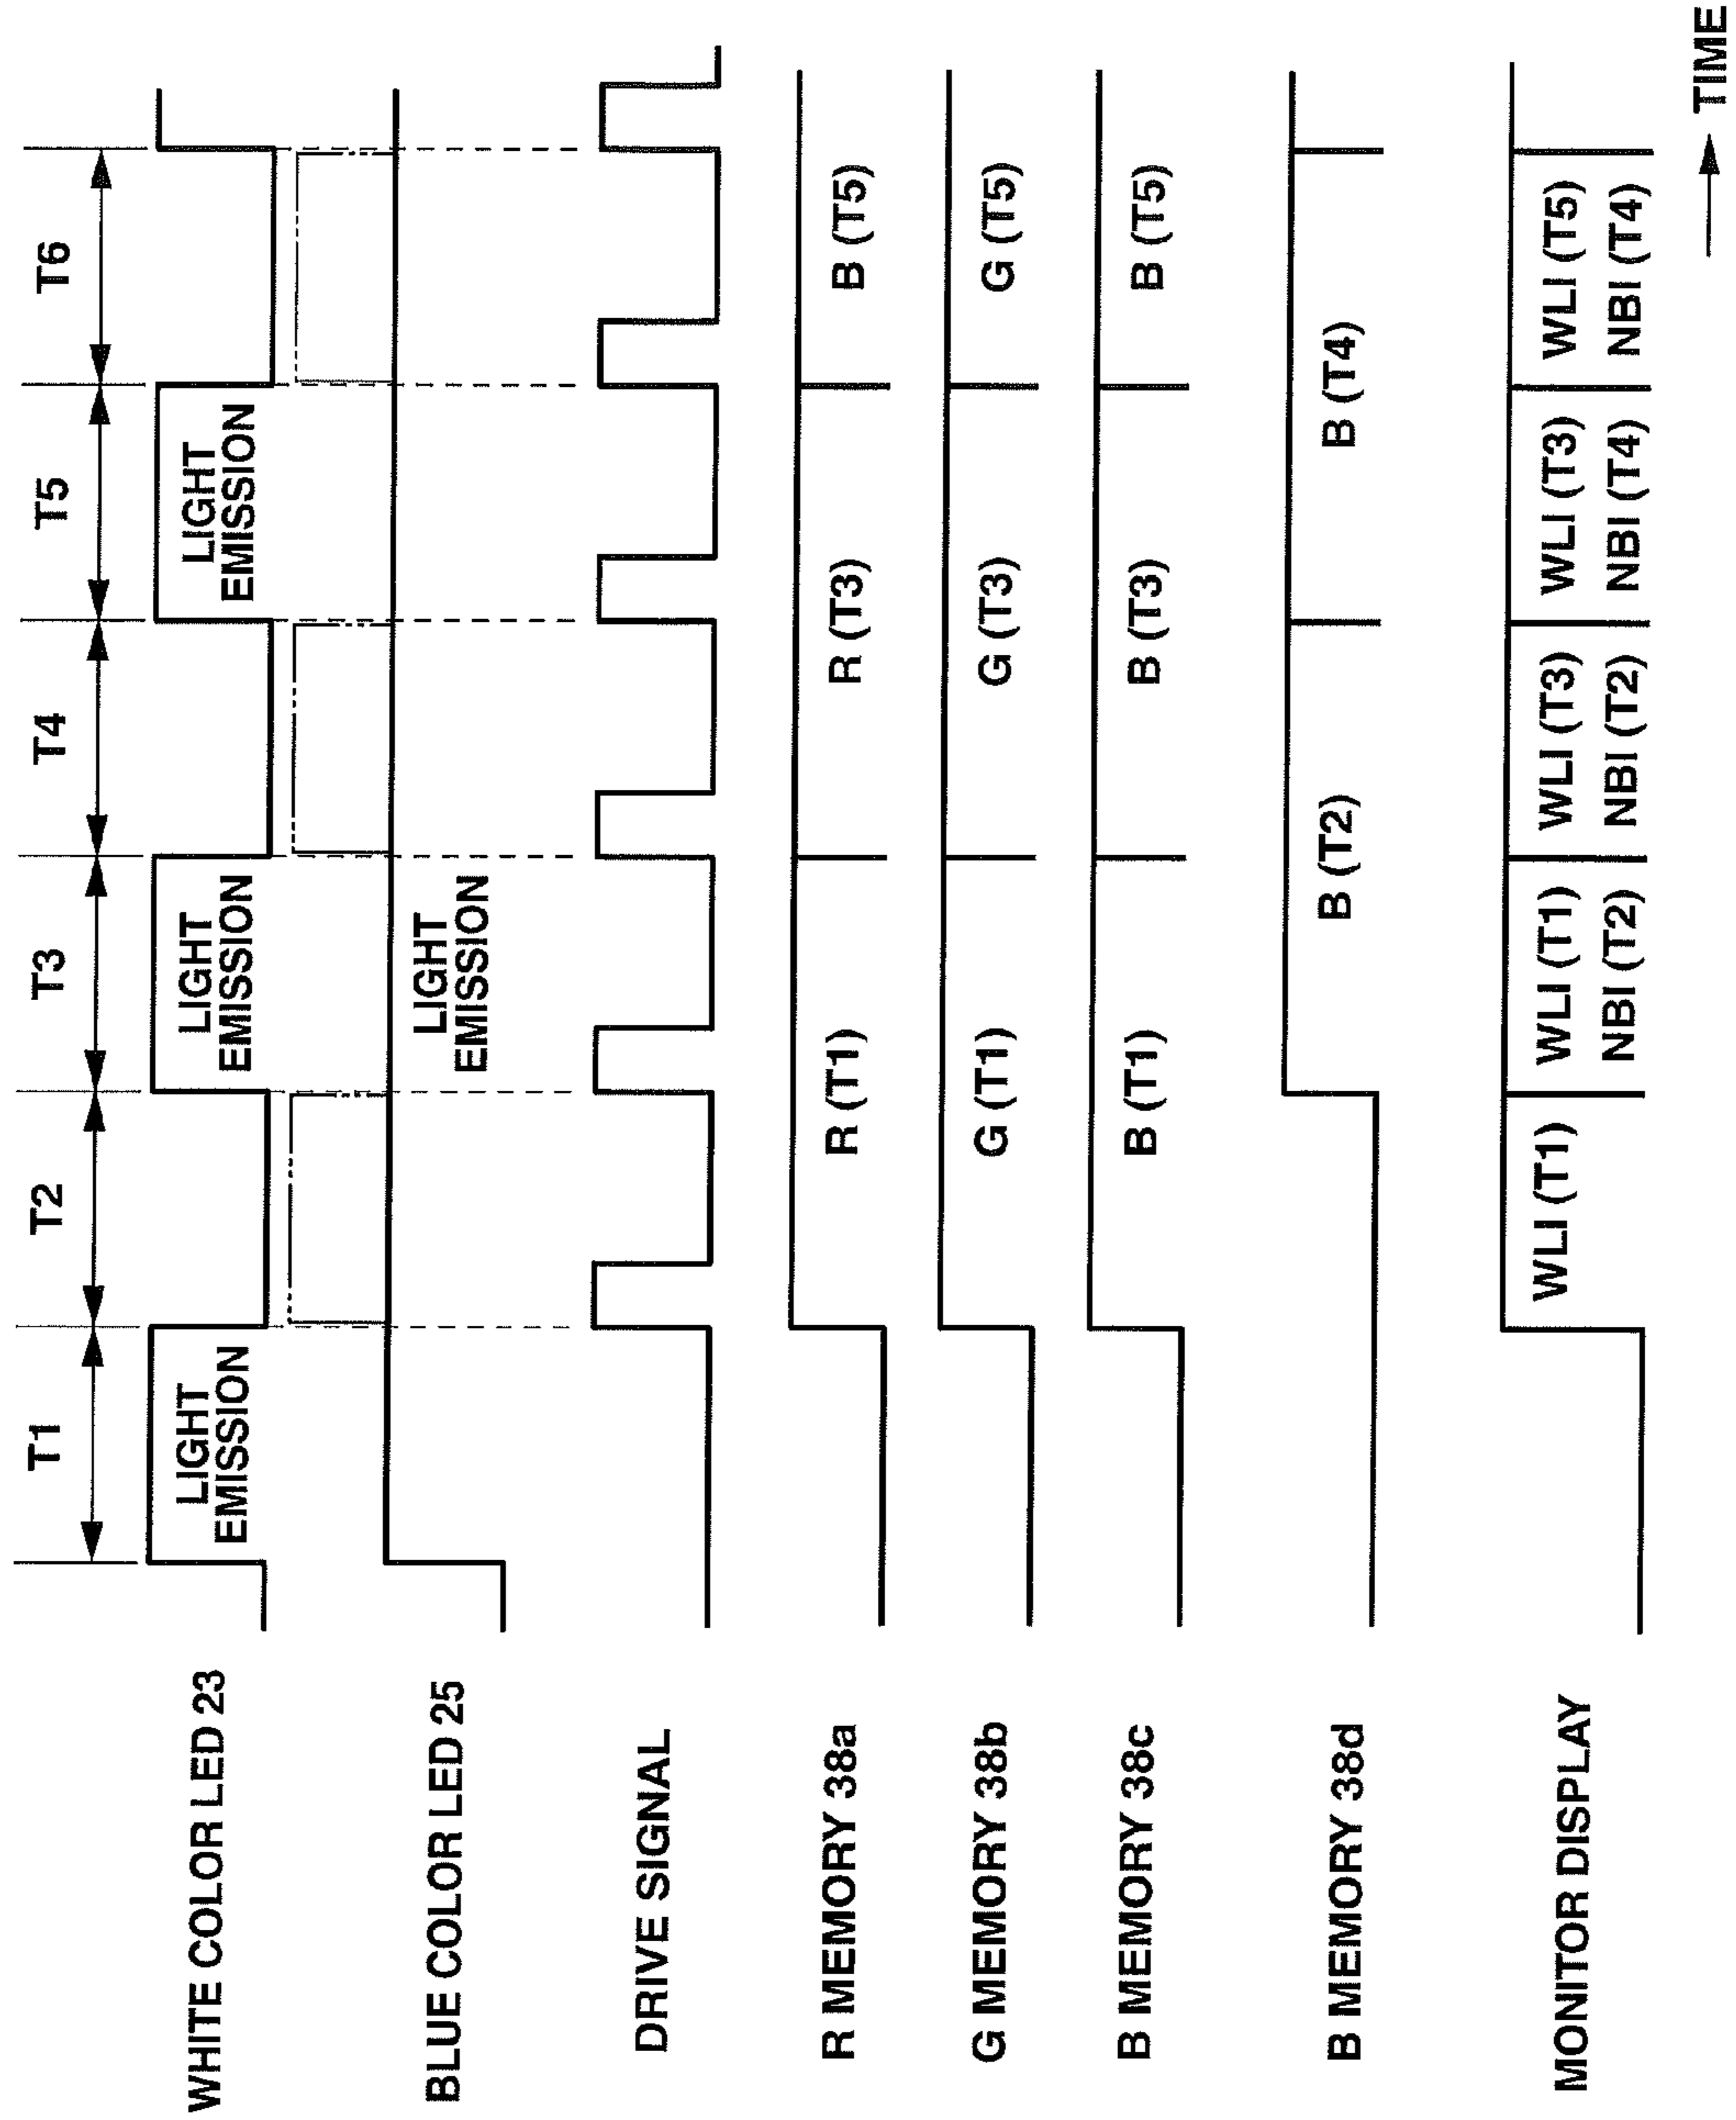 T1 T2 T3 T4 T5 T6
WHITE COLOR LED 23
LIGHT
EMISSION
LIGHT
EMISSION
LIGHT
EMISSION
BLUE COLOR LED 25
LIGHT
EMISSION
DRIVE SIGNAL
R MEMORY 38a R (T1) R (T3) B (T5)
G MEMORY 38b G (T1) G (T3) G (T5)
B MEMORY 38c B (T1) B (T3) B (T5)
B MEMORY 38d B (T2) B (T4)
MONITOR DISPLAY
WLI (T1) WLI (T1) WLI (T3) WLI (T3) WLI (T5)
NBI (T2) NBI (T2) NBI (T4) NBI (T4)
TIME